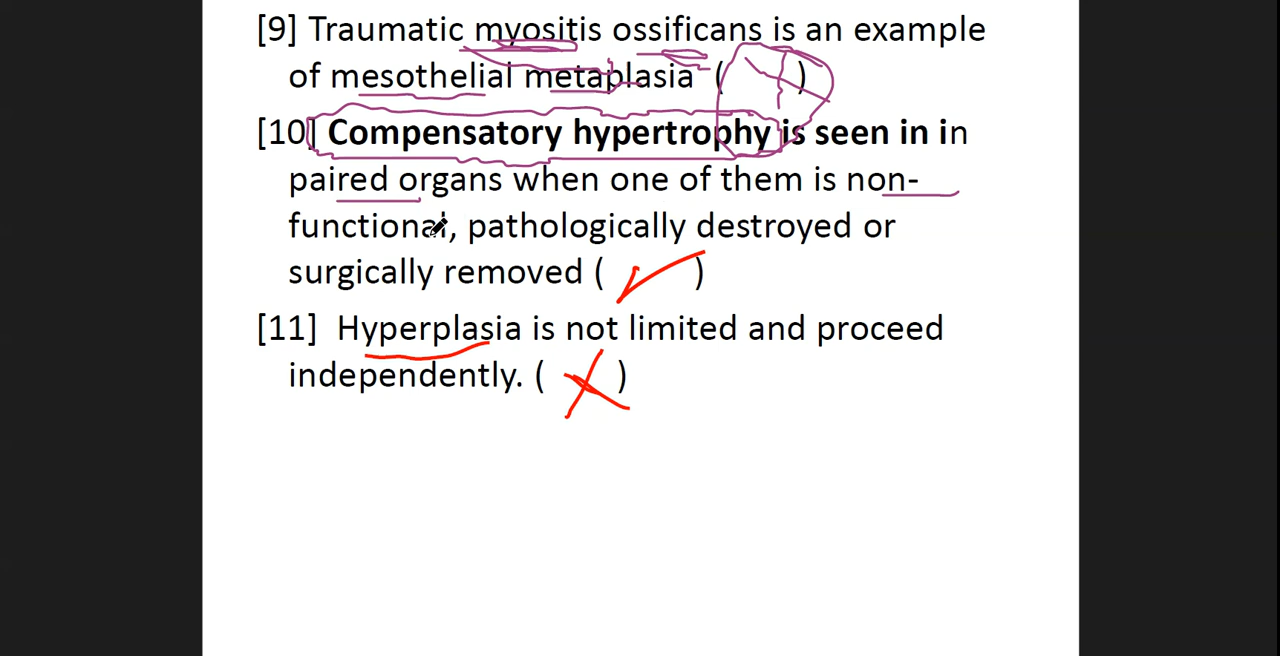 [9] Traumatic myositis ossificans is an example
of mesothelial metaplasia ( )
[10] Compensatory hypertrophy is seen in in
paired organs when one of them is non-
functional, pathologically destroyed or
surgically removed ( ✓ )
[11] Hyperplasia is not limited and proceed
independently. ( X )